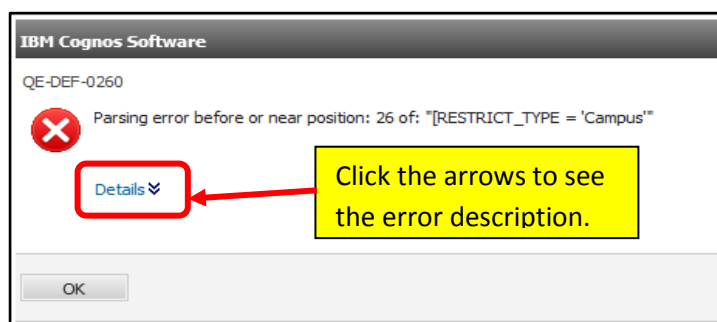 IBM Cognos Software
QE-DEF-0260
Parsing error before or near position: 26 of: "[RESTRICT_TYPE = 'Campus'"
Details
Click the arrows to see
the error description.
OK